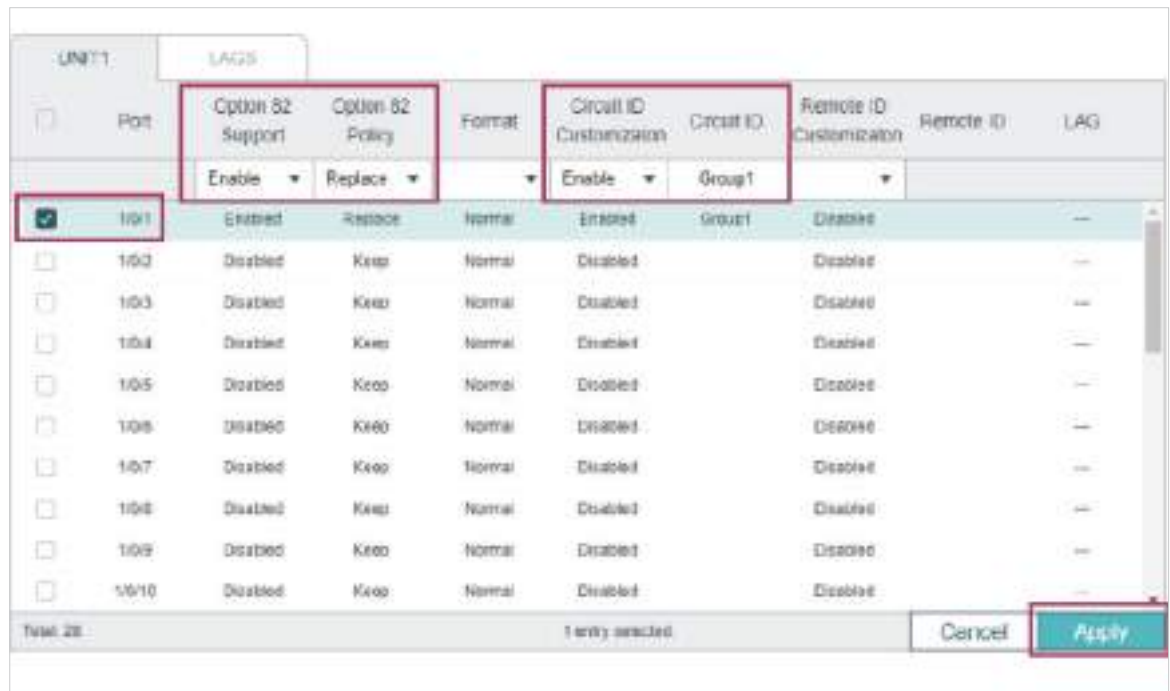 UNIT1 LAGS
Port Option 82 Support Option 82 Policy Format Circuit ID Customizaion Circuit ID Remote ID Customizaton Remote ID LAG
Enable Replace Enable Group1
1/0/1 Enabled Replace Normal Enabled Group1 Disabled ---
1/0/2 Disabled Keep Normal Disabled Disabled ---
1/0/3 Disabled Keep Normal Disabled Disabled ---
1/0/4 Disabled Keep Normal Disabled Disabled ---
1/0/5 Disabled Keep Normal Disabled Disabled ---
1/0/6 Disabled Keep Normal Disabled Disabled ---
1/0/7 Disabled Keep Normal Disabled Disabled ---
1/0/8 Disabled Keep Normal Disabled Disabled ---
1/0/9 Disabled Keep Normal Disabled Disabled ---
1/0/10 Disabled Keep Normal Disabled Disabled ---
Total: 28 1 entry selected. Cancel Apply